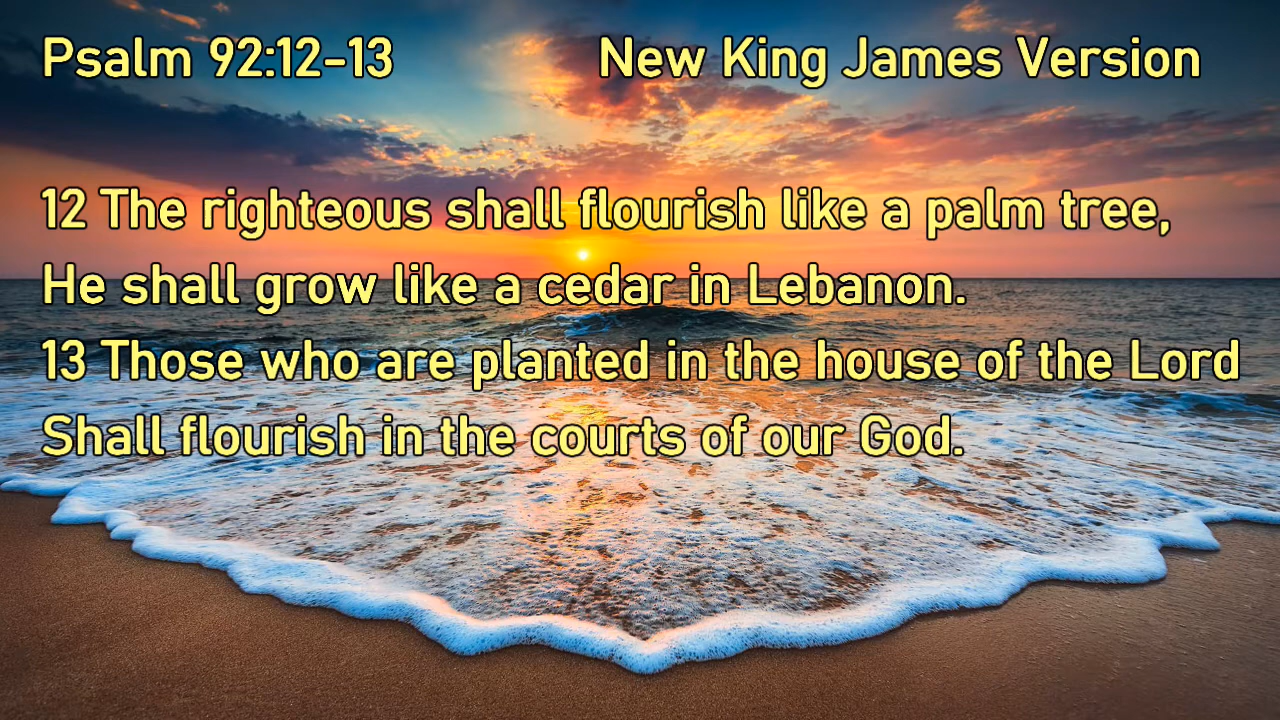 Psalm 92:12-13 New King James Version
12 The righteous shall flourish like a palm tree,
He shall grow like a cedar in Lebanon.
13 Those who are planted in the house of the Lord
Shall flourish in the courts of our God.